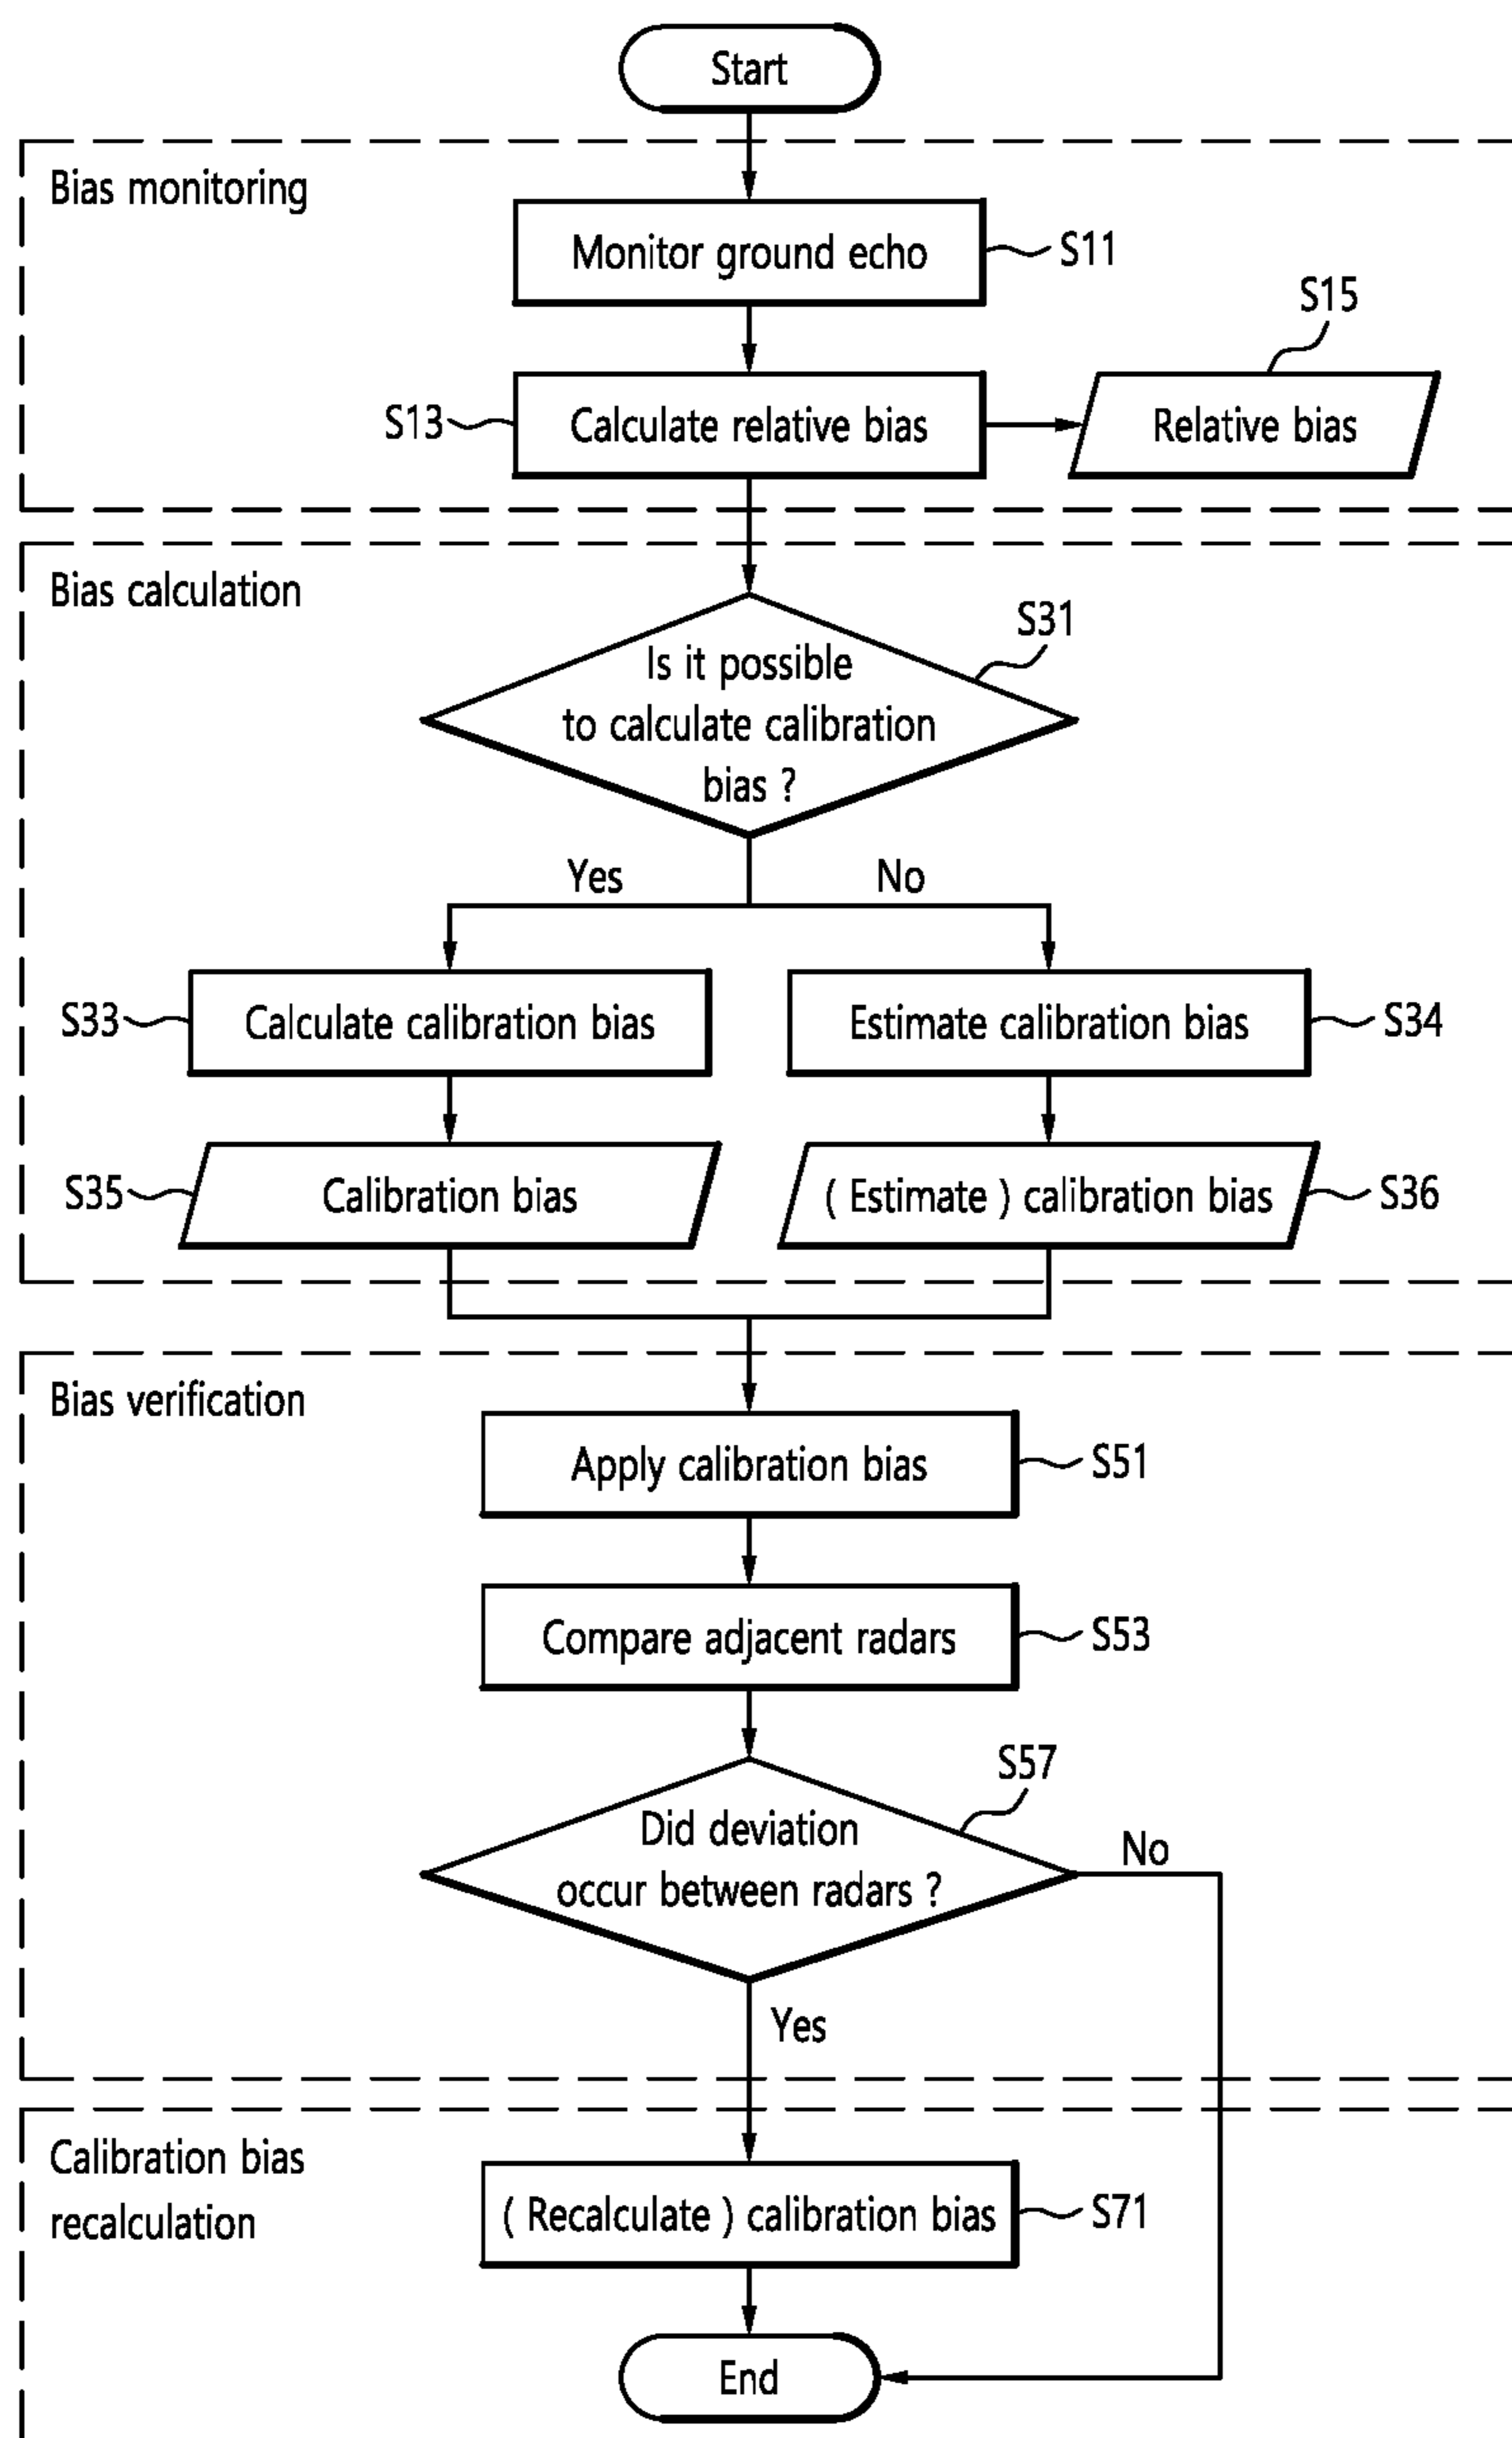 Start
Bias monitoring
Monitor ground echo
S11
S15
S13
Calculate relative bias
Relative bias
Bias calculation
S31
Is it possible
to calculate calibration
bias ?
Yes
No
S33
Calculate calibration bias
Estimate calibration bias
S34
S35
Calibration bias
( Estimate ) calibration bias
S36
Bias verification
Apply calibration bias
S51
Compare adjacent radars
S53
S57
Did deviation
occur between radars ?
No
Yes
Calibration bias
recalculation
( Recalculate ) calibration bias
S71
End